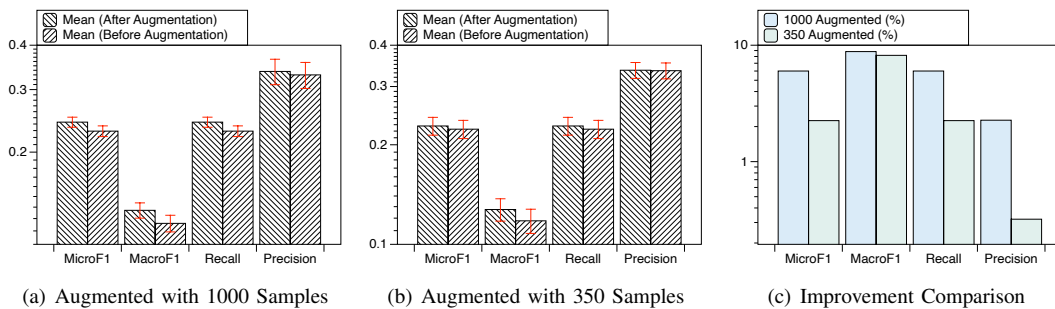 Mean (After Augmentation)
Mean (Before Augmentation)
0.4
0.3
0.2
MicroF1 MacroF1 Recall Precision
(a) Augmented with 1000 Samples
Mean (After Augmentation)
Mean (Before Augmentation)
0.4
0.3
0.2
0.1
MicroF1 MacroF1 Recall Precision
(b) Augmented with 350 Samples
1000 Augmented (%)
350 Augmented (%)
10
1
MicroF1 MacroF1 Recall Precision
(c) Improvement Comparison